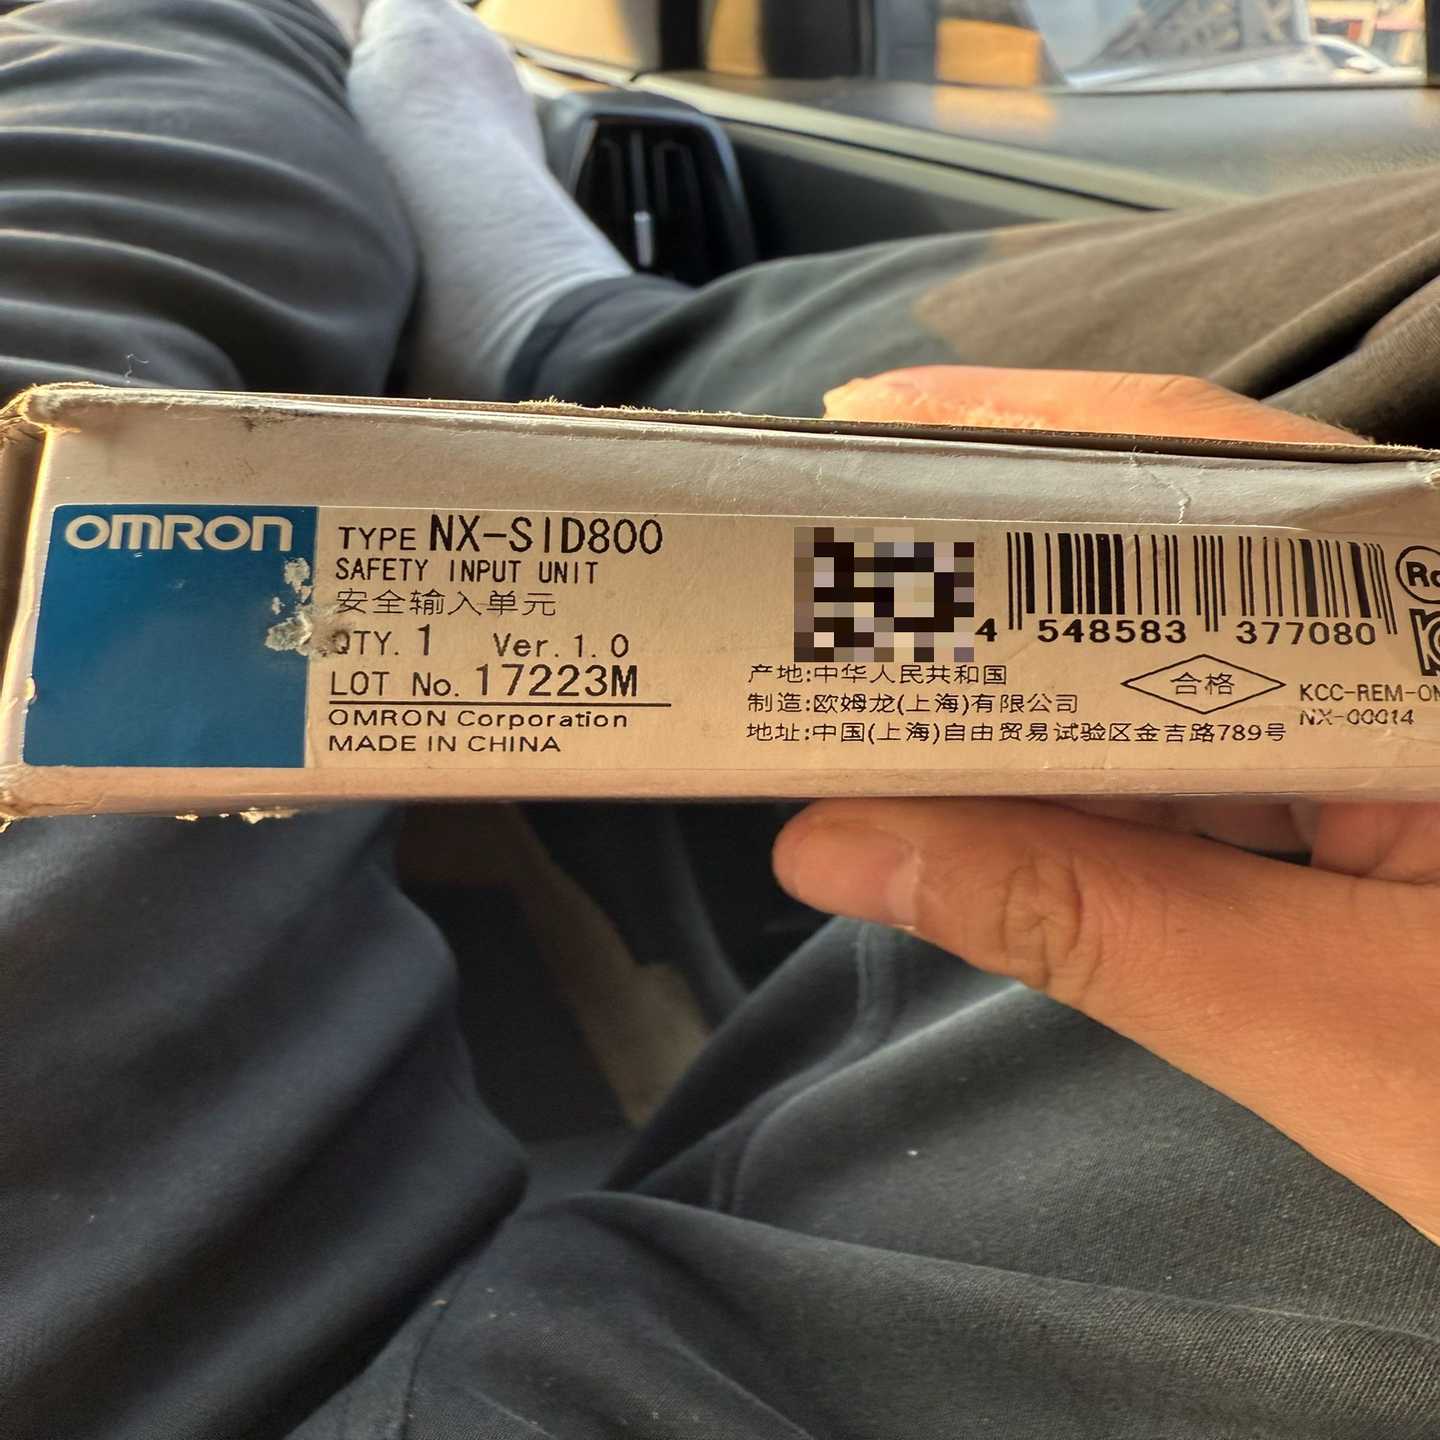 OMRON
TYPE NX-SID800
SAFETY INPUT UNIT
安全输入单元
QTY. 1 Ver. 1.0
LOT No. 17223M
OMRON Corporation
MADE IN CHINA
4 548583 377080
产地:中华人民共和国
制造:欧姆龙(上海)有限公司
地址:中国(上海)自由贸易试验区金吉路789号
合格
KCC-REM-OM
NX-00014